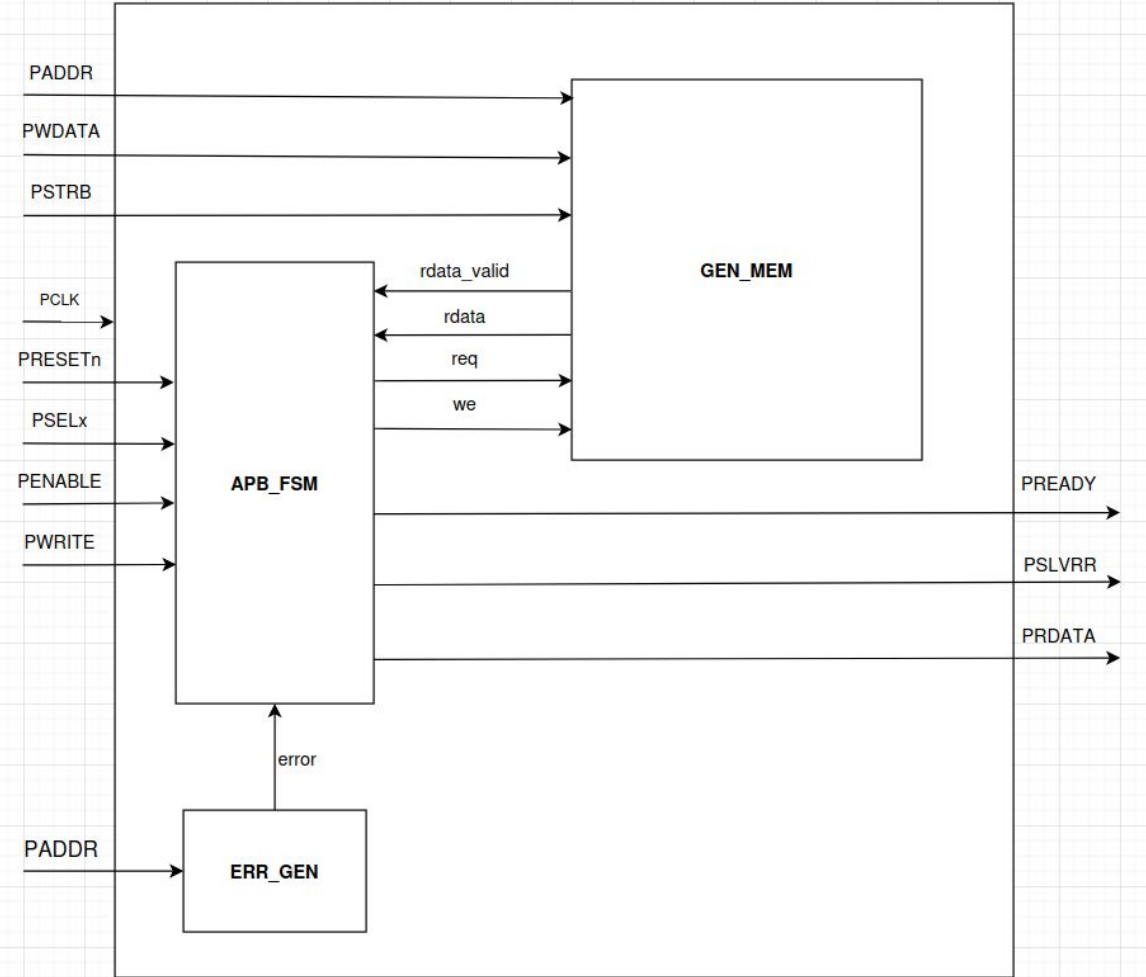 PADDR
PWDATA
PSTRB
rdata_valid
GEN_MEM
PCLK
rdata
PRESETn
req
we
PSELx
PENABLE
APB_FSM
PREADY
PWRITE
PSLVRR
PRDATA
error
PADDR
ERR_GEN